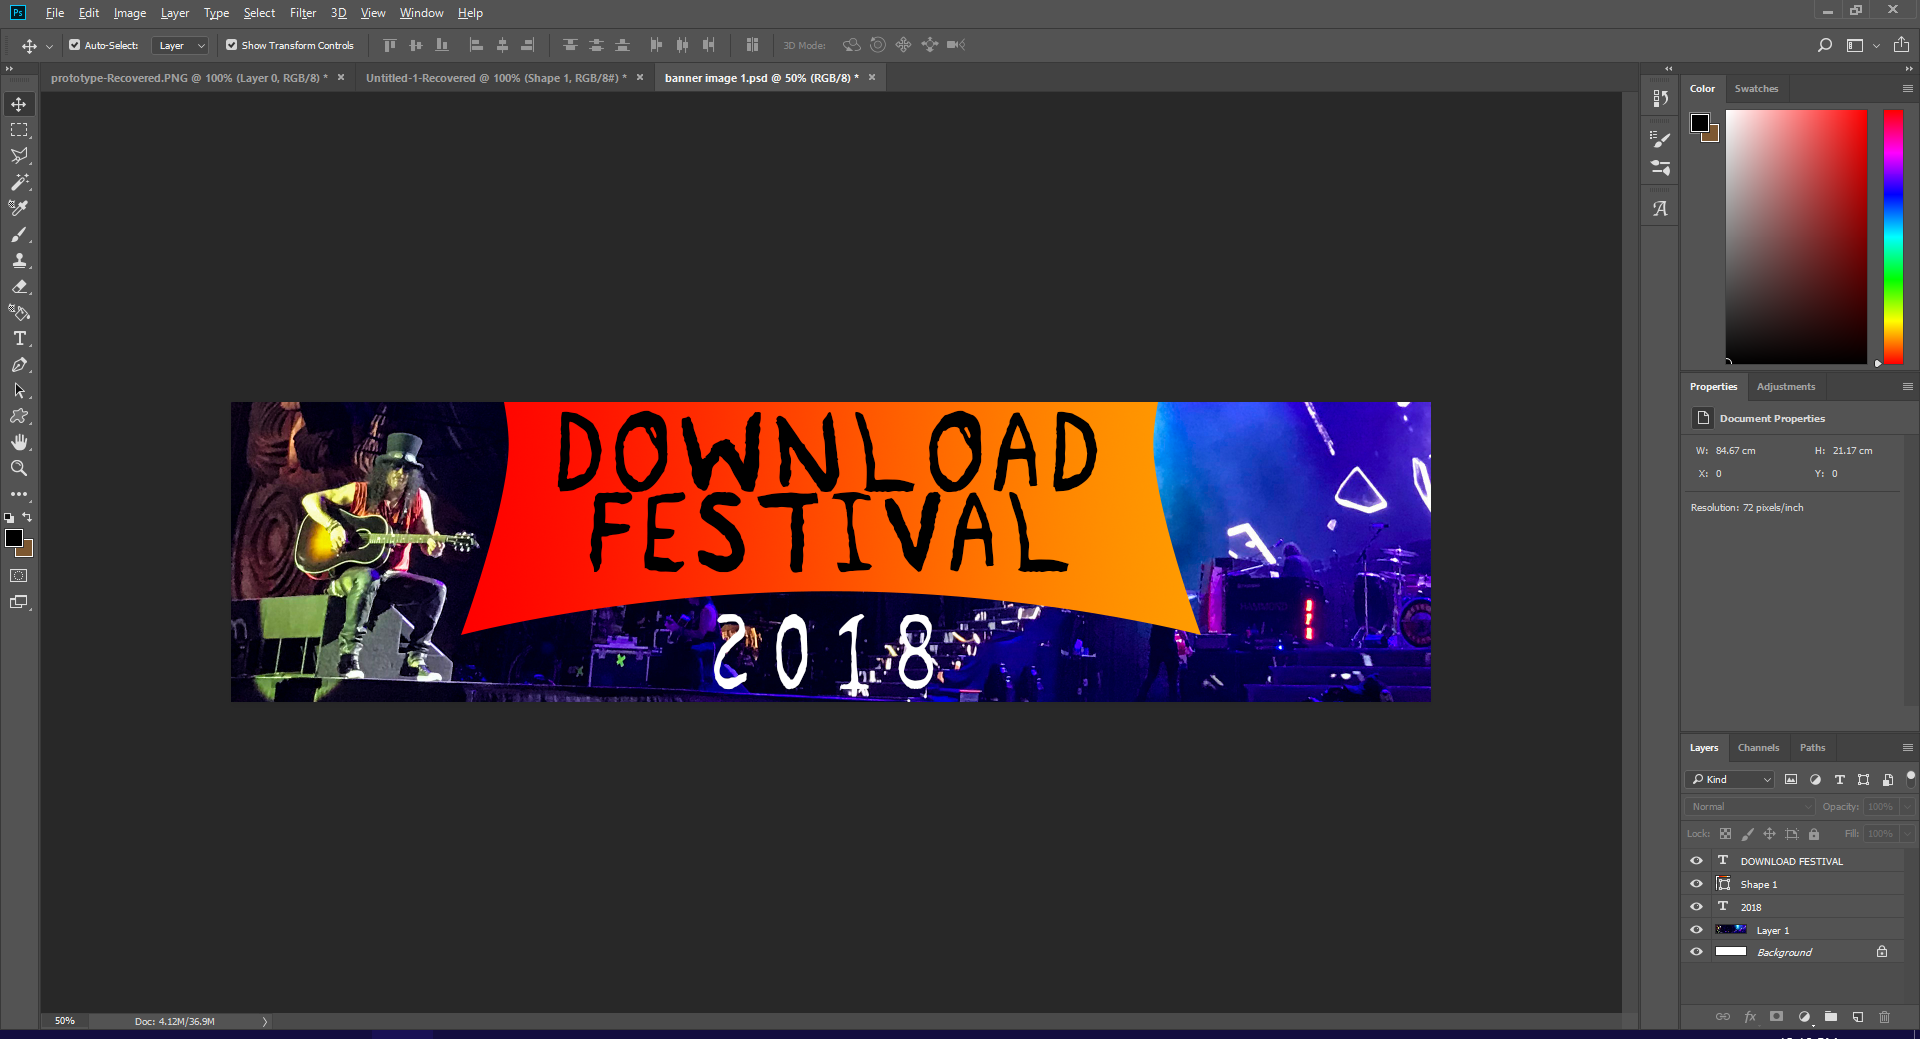 Ps File Edit Image Layer Type Select Filter 3D View Window Help
Auto-Select: Layer Show Transform Controls 3D Mode:
prototype-Recovered.PNG @ 100% (Layer 0, RGB/8) * × Untitled-1-Recovered @ 100% (Shape 1, RGB/8#) * × banner image 1.psd @ 50% (RGB/8) * ×
Color Swatches
DOWNLOAD
FESTIVAL
2018
Properties Adjustments
Document Properties
W: 84.67 cm H: 21.17 cm
X: 0 Y: 0
Resolution: 72 pixels/inch
Layers Channels Paths
Kind
Normal Opacity: 100%
Lock: Fill: 100%
DOWNLOAD FESTIVAL
Shape 1
2018
Layer 1
Background
fx
50% Doc: 4.12M/36.9M